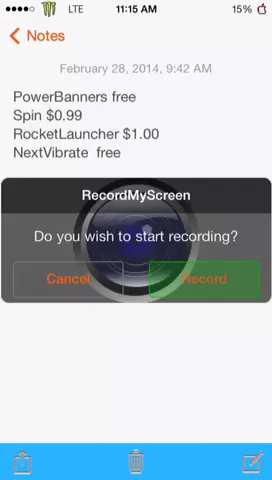 LTE 11:15 AM 15%
Notes
February 28, 2014, 9:42 AM
PowerBanners free
Spin $0.99
RocketLauncher $1.00
NextVibrate  free
RecordMyScreen
Do you wish to start recording?
Cancel Record